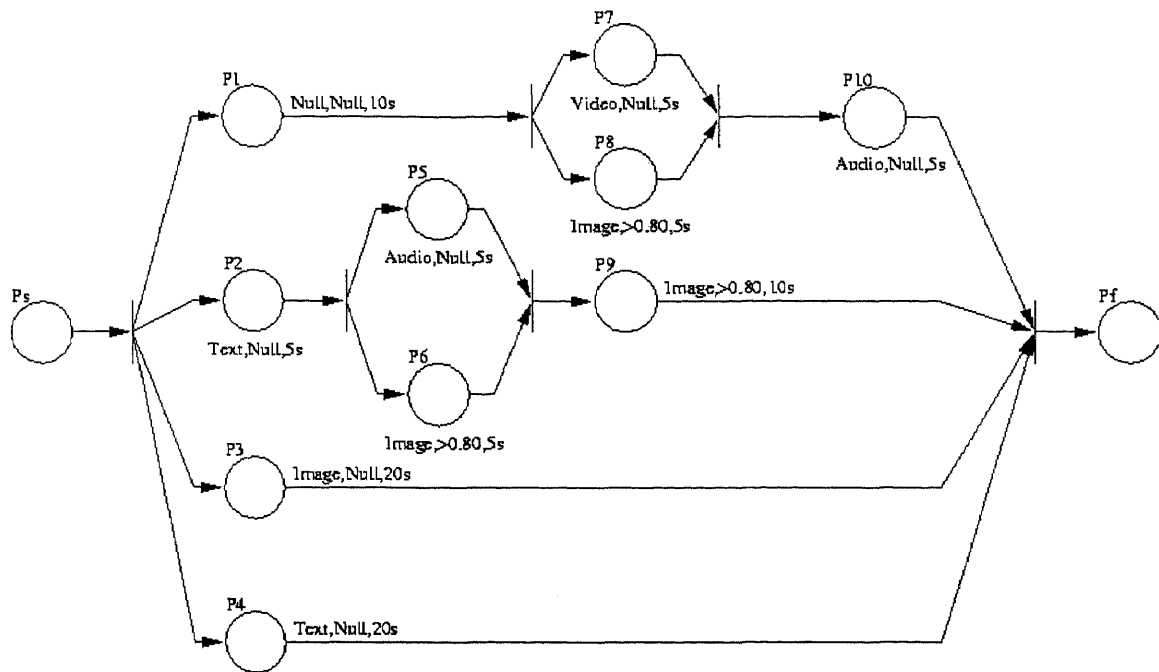 P7
P1
P10
Null,Null,10s
Video,Null,5s
P8
P5
Audio,Null,5s
Image,>0.80,5s
Audio,Null,5s
P2
P9
Ps
Image,>0.80,10s
Pf
Text,Null,5s
P6
Image,>0.80,5s
P3
Image,Null,20s
P4
Text,Null,20s